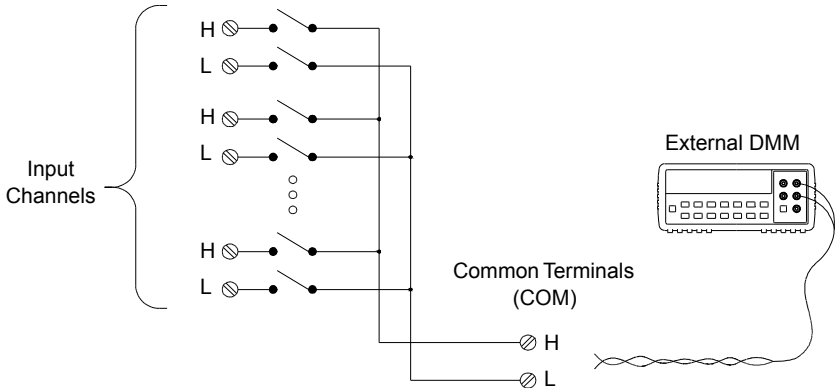 H
L
H
L
Input
Channels
H
L
External DMM
Common Terminals
(COM)
H
L